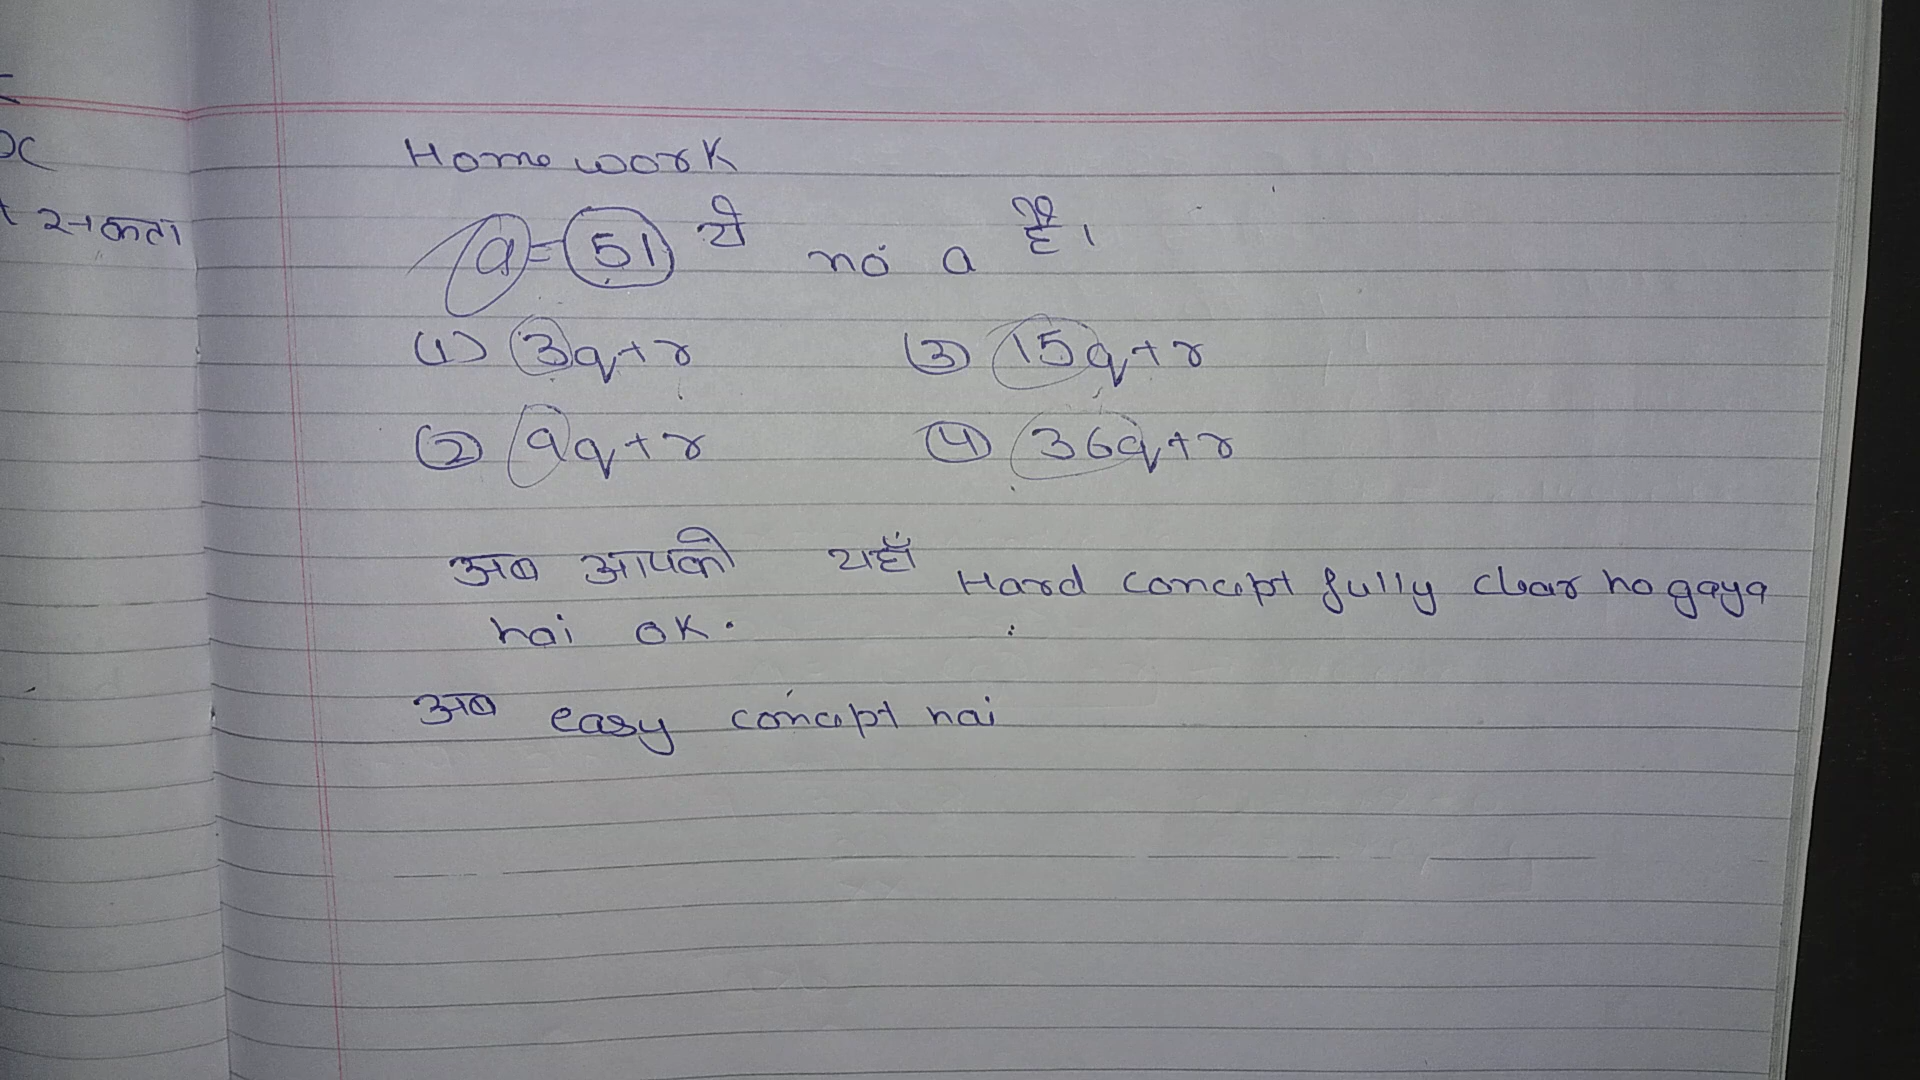 सकता
Home work
a = 51 ये no a है।
(1) 3q+r
(3) 15q+r
(2) 9q+r
(4) 36q+r
अब आपको यहाँ Hard concept fully clear ho gaya
hai OK.
अब easy concept hai